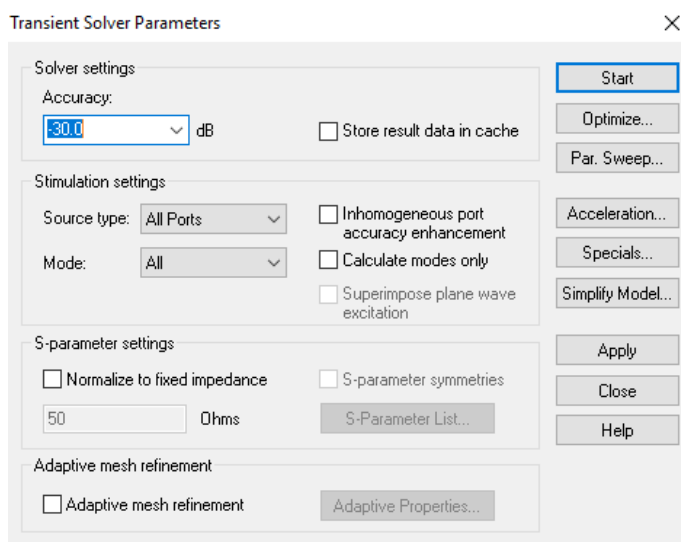 Transient Solver Parameters
Solver settings
Accuracy:
-30.0 dB
Store result data in cache
Stimulation settings
Source type: All Ports
Mode: All
Inhomogeneous port
accuracy enhancement
Calculate modes only
Superimpose plane wave
excitation
S-parameter settings
Normalize to fixed impedance
50 Ohms
S-parameter symmetries
S-Parameter List...
Adaptive mesh refinement
Adaptive mesh refinement
Adaptive Properties...
Start
Optimize...
Par. Sweep...
Acceleration...
Specials...
Simplify Model...
Apply
Close
Help